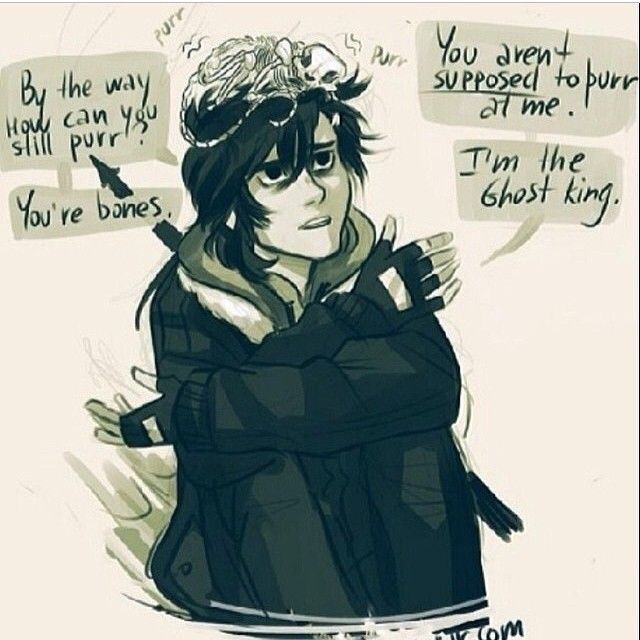 purr
purr
You aren't
supposed to purr
at me.
I'm the
Ghost king.
By the way
How can you
still purr?
You're bones.
.com